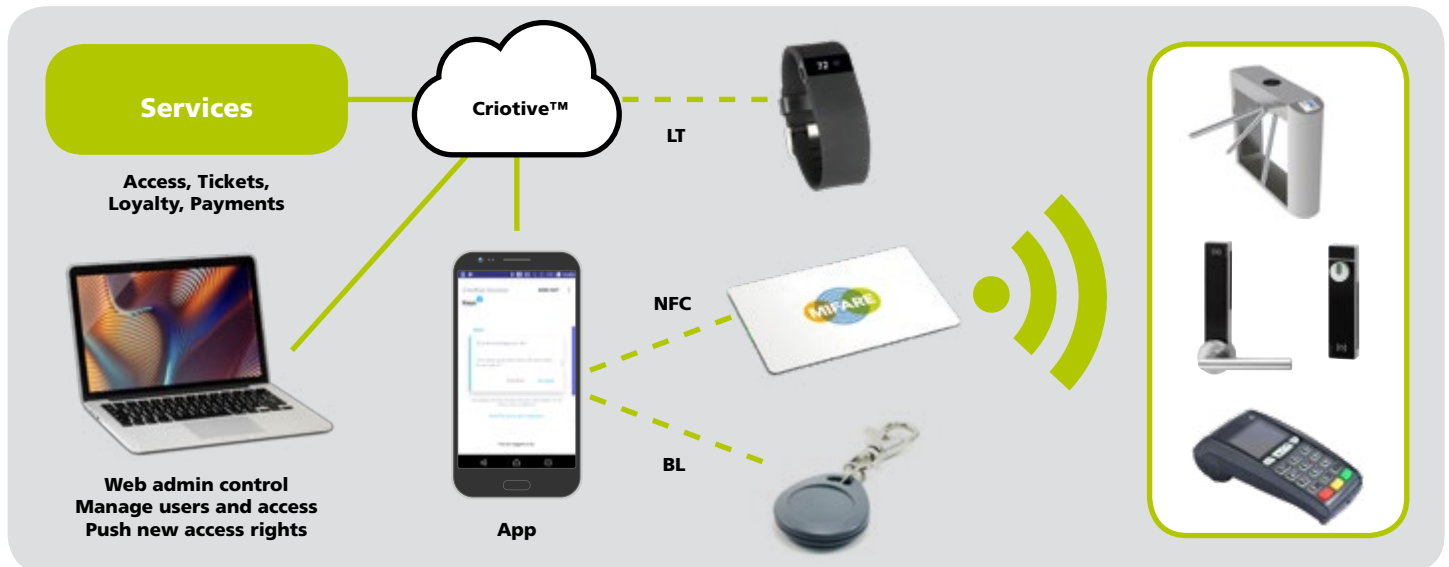 Services
Criotive™
LT
Access, Tickets,
Loyalty, Payments
NFC
MIFARE
BL
Web admin control
Manage users and access
Push new access rights
App